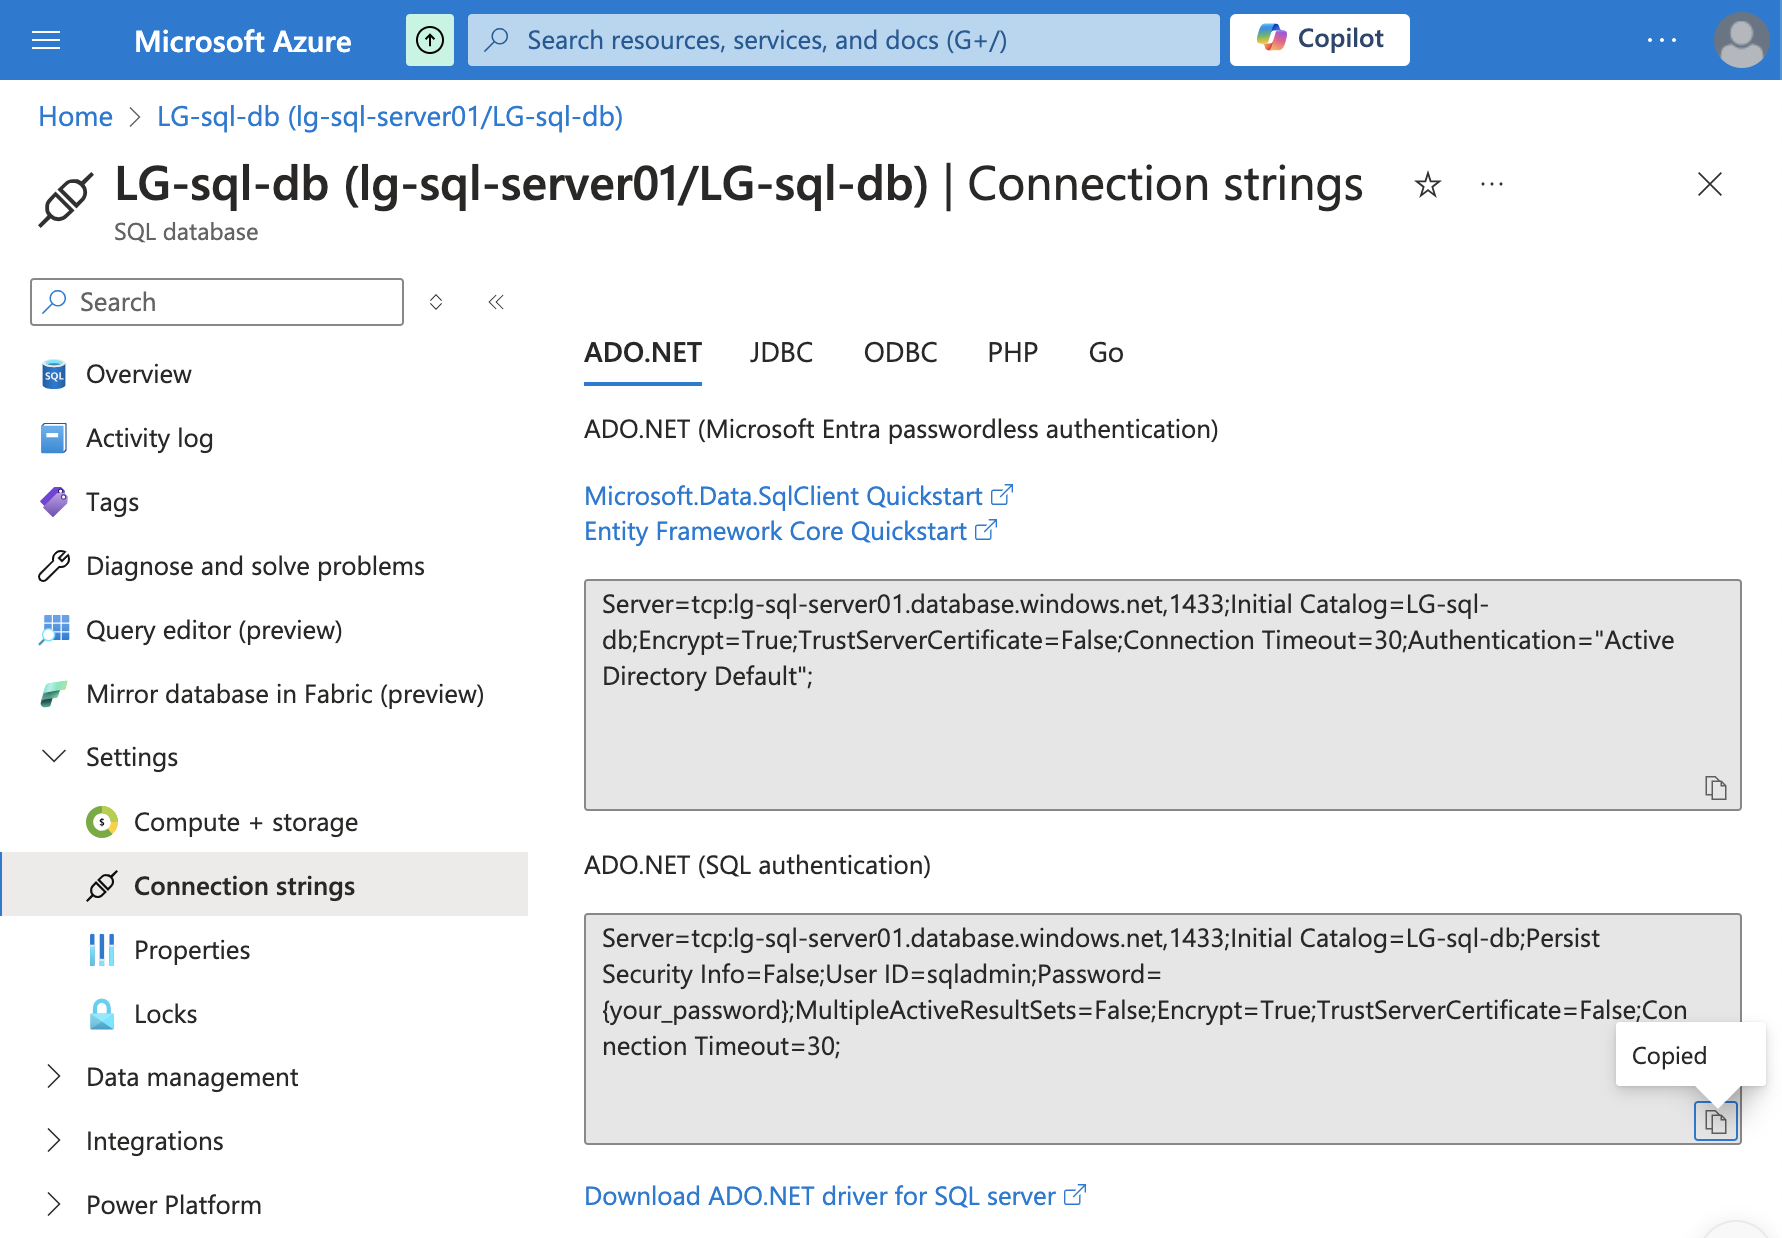 Microsoft Azure
Search resources, services, and docs (G+/)
Copilot
Home > LG-sql-db (lg-sql-server01/LG-sql-db)
LG-sql-db (lg-sql-server01/LG-sql-db) | Connection strings
SQL database
Search
SQL
Overview
Activity log
Tags
Diagnose and solve problems
Query editor (preview)
Mirror database in Fabric (preview)
Settings
$
Compute + storage
Connection strings
Properties
Locks
Data management
Integrations
Power Platform
ADO.NET JDBC ODBC PHP Go
ADO.NET (Microsoft Entra passwordless authentication)
Microsoft.Data.SqlClient Quickstart
Entity Framework Core Quickstart
Server=tcp:lg-sql-server01.database.windows.net,1433;Initial Catalog=LG-sql-
db;Encrypt=True;TrustServerCertificate=False;Connection Timeout=30;Authentication="Active
Directory Default";
ADO.NET (SQL authentication)
Server=tcp:lg-sql-server01.database.windows.net,1433;Initial Catalog=LG-sql-db;Persist
Security Info=False;User ID=sqladmin;Password=
{your_password};MultipleActiveResultSets=False;Encrypt=True;TrustServerCertificate=False;Con
nection Timeout=30;
Copied
Download ADO.NET driver for SQL server